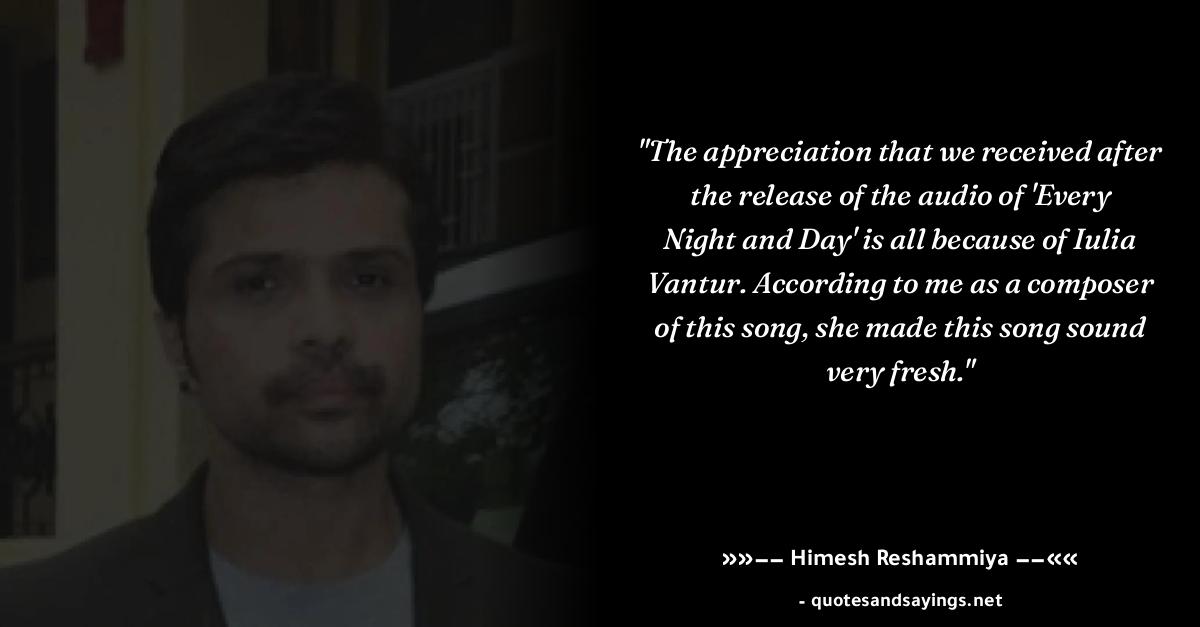 "The appreciation that we received after
the release of the audio of 'Every
Night and Day' is all because of Iulia
Vantur. According to me as a composer
of this song, she made this song sound
very fresh."
»»–– Himesh Reshammiya ––««
- quotesandsayings.net